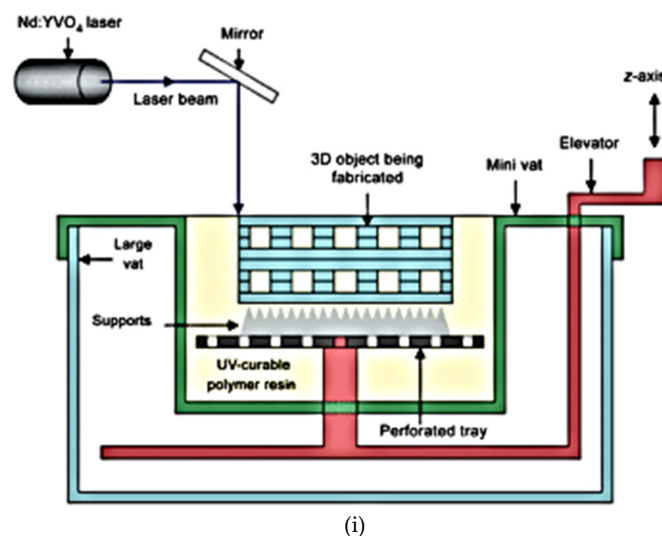 Nd:YVO₄ laser
Mirror
z-axis
Laser beam
3D object being
fabricated
Mini vat
Elevator
Large
vat
Supports
UV-curable
polymer resin
Perforated tray
(i)